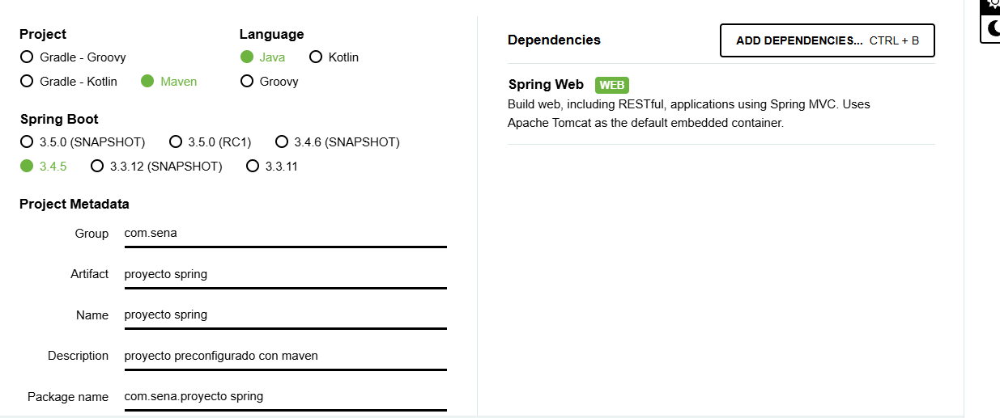 Project
Gradle - Groovy
Gradle - Kotlin Maven
Language
Java Kotlin
Groovy
Spring Boot
3.5.0 (SNAPSHOT) 3.5.0 (RC1) 3.4.6 (SNAPSHOT)
3.4.5 3.3.12 (SNAPSHOT) 3.3.11
Project Metadata
Group com.sena
Artifact proyecto spring
Name proyecto spring
Description proyecto preconfigurado con maven
Package name com.sena.proyecto spring
Dependencies
ADD DEPENDENCIES... CTRL + B
Spring Web WEB
Build web, including RESTful, applications using Spring MVC. Uses
Apache Tomcat as the default embedded container.